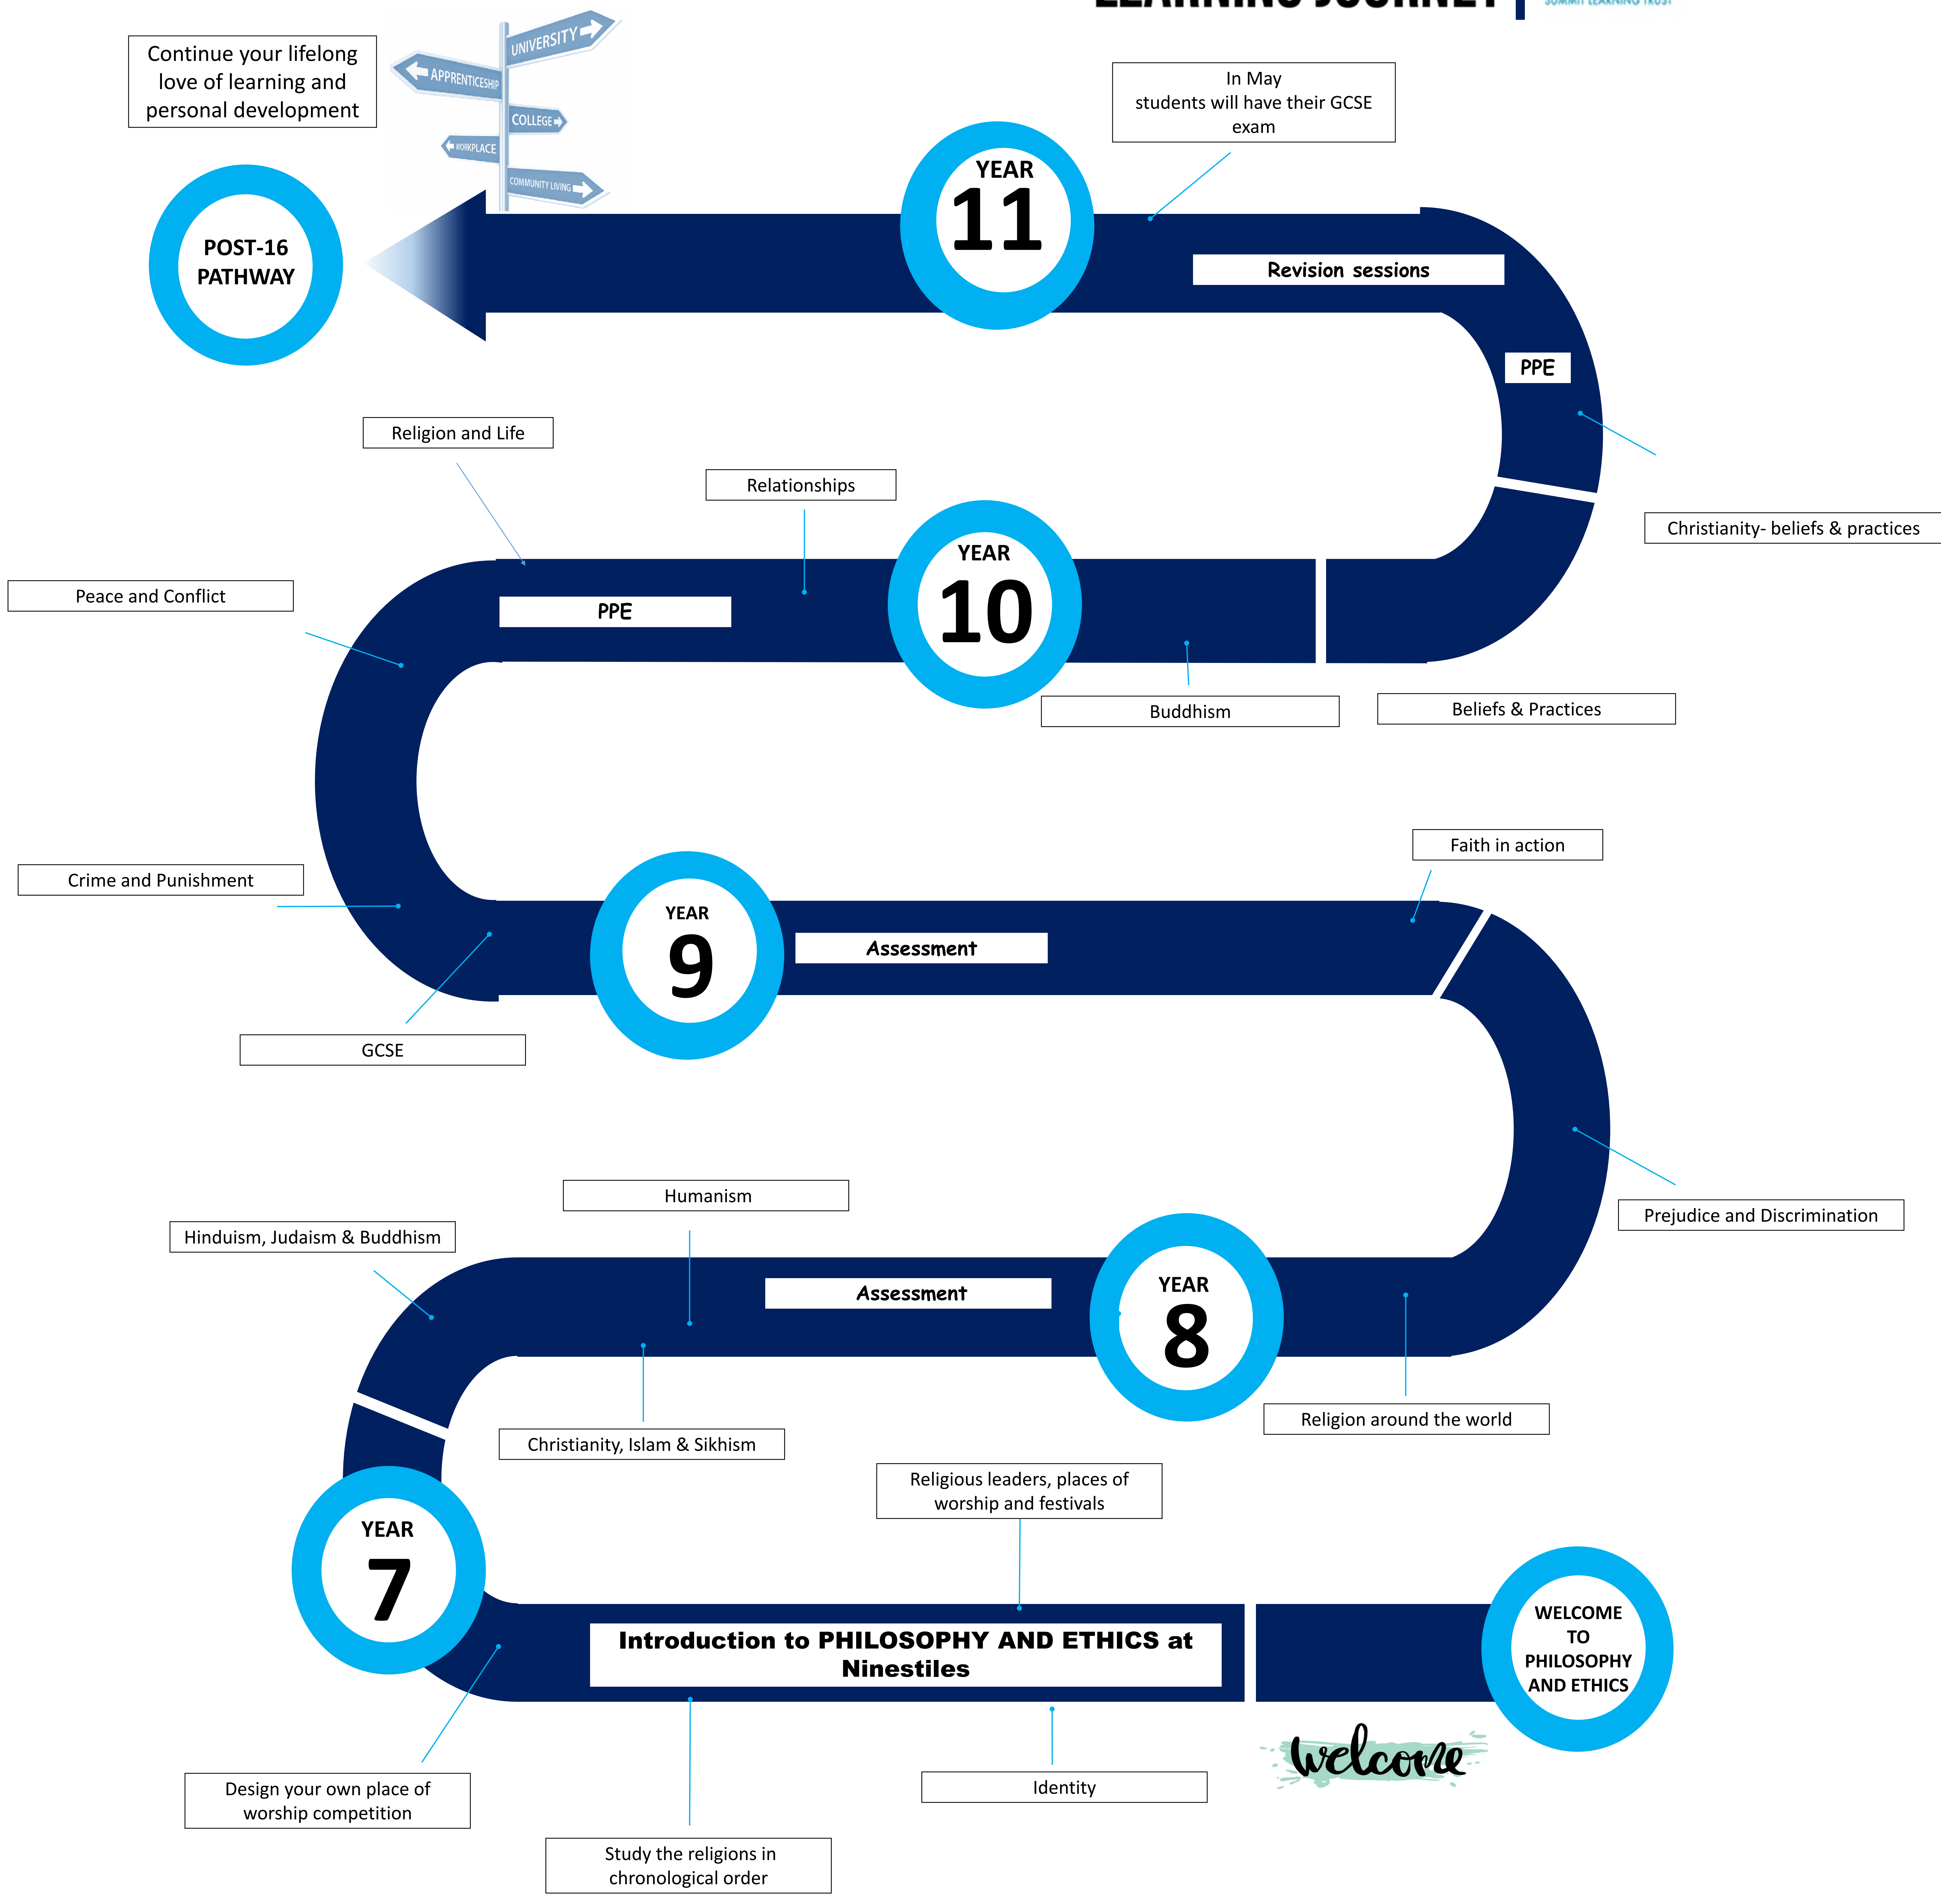 LEARNING JOURNEY
SUMMIT LEARNING TRUST
Continue your lifelong
love of learning and
personal development
UNIVERSITY
APPRENTICESHIP
COLLEGE
WORKPLACE
COMMUNITY LIVING
In May
students will have their GCSE
exam
YEAR
11
POST-16
PATHWAY
Revision sessions
PPE
Religion and Life
Relationships
Christianity- beliefs & practices
YEAR
10
Peace and Conflict
PPE
Buddhism
Beliefs & Practices
Faith in action
Crime and Punishment
YEAR
9
Assessment
GCSE
Humanism
Prejudice and Discrimination
Hinduism, Judaism & Buddhism
Assessment
YEAR
8
Religion around the world
Christianity, Islam & Sikhism
Religious leaders, places of
worship and festivals
YEAR
7
Introduction to PHILOSOPHY AND ETHICS at
Ninestiles
WELCOME
TO
PHILOSOPHY
AND ETHICS
welcome
Design your own place of
worship competition
Identity
Study the religions in
chronological order